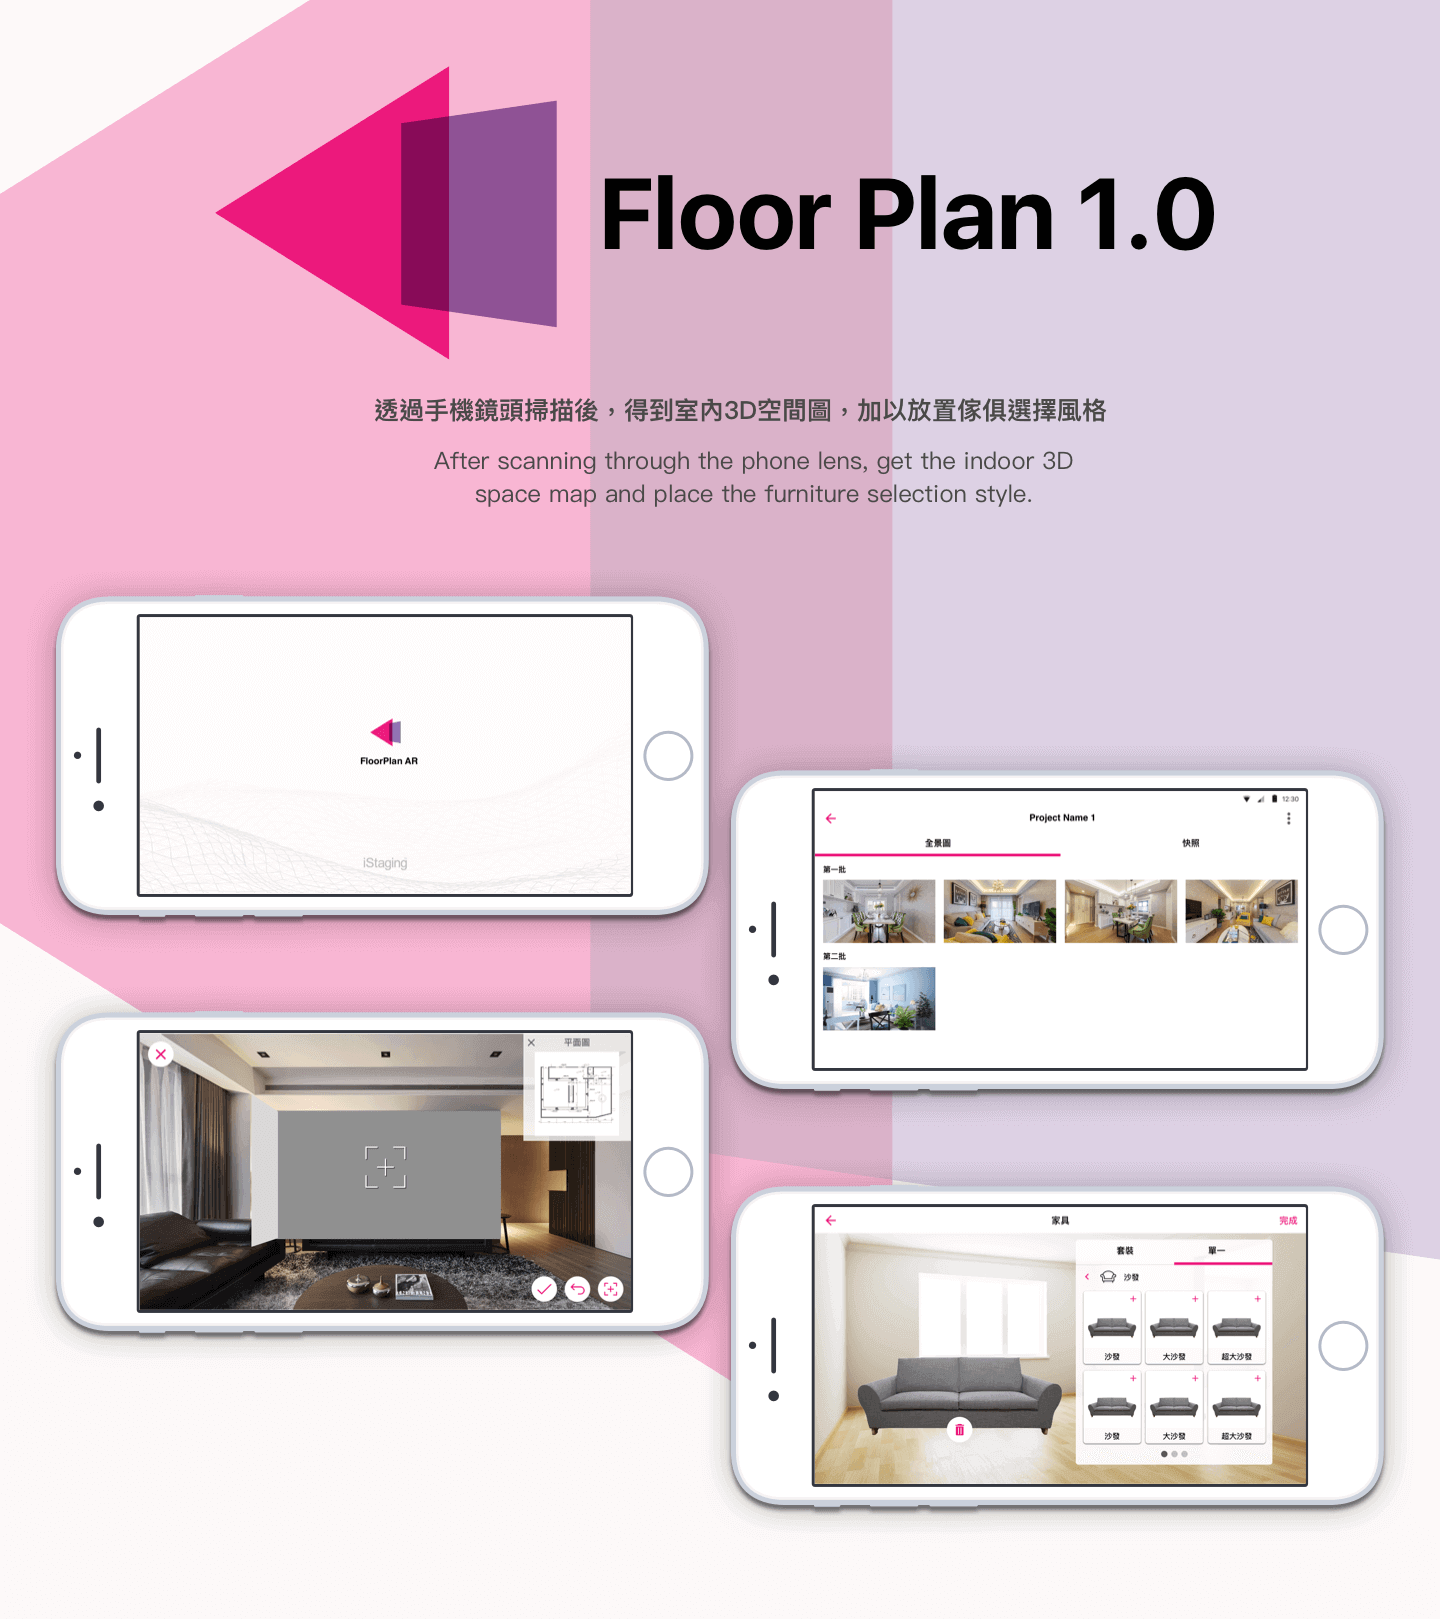 Floor Plan 1.0
透過手機鏡頭掃描後，得到室內3D空間圖，加以放置傢俱選擇風格
After scanning through the phone lens, get the indoor 3D
space map and place the furniture selection style.
FloorPlan AR
iStaging
12:30
Project Name 1
全景圖 快照
第一批
第二批
平面圖
家具 完成
套裝 單一
沙發
沙發 大沙發 超大沙發
沙發 大沙發 超大沙發